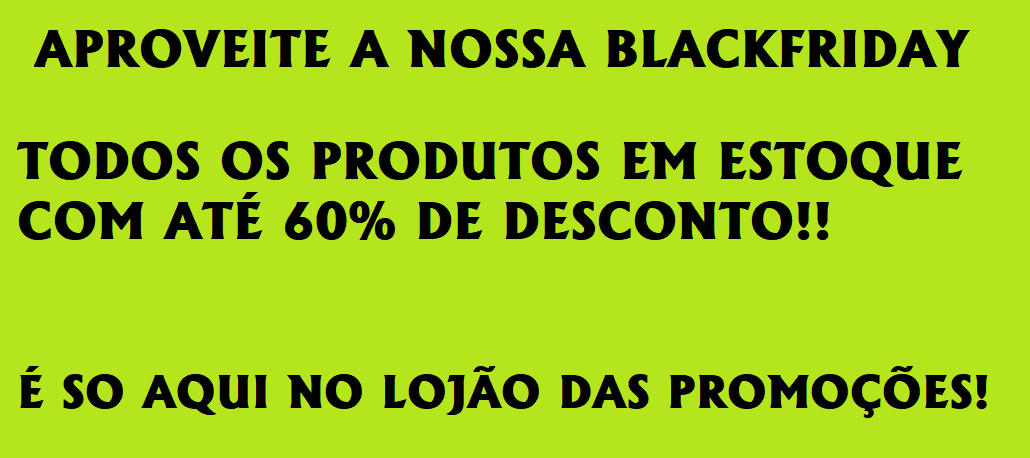 APROVEITE A NOSSA BLACKFRIDAY
TODOS OS PRODUTOS EM ESTOQUE
COM ATÉ 60% DE DESCONTO!!
É SO AQUI NO LOJÃO DAS PROMOÇÕES!